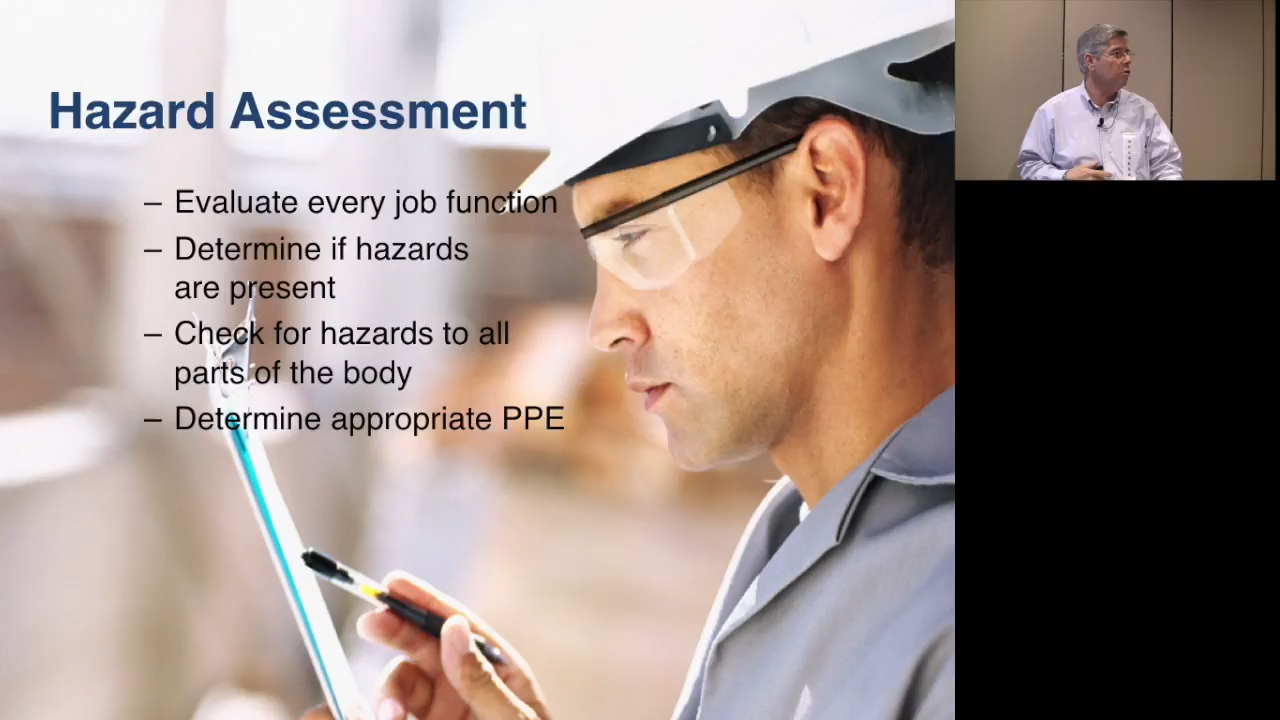 Hazard Assessment
– Evaluate every job function
– Determine if hazards
are present
– Check for hazards to all
parts of the body
– Determine appropriate PPE